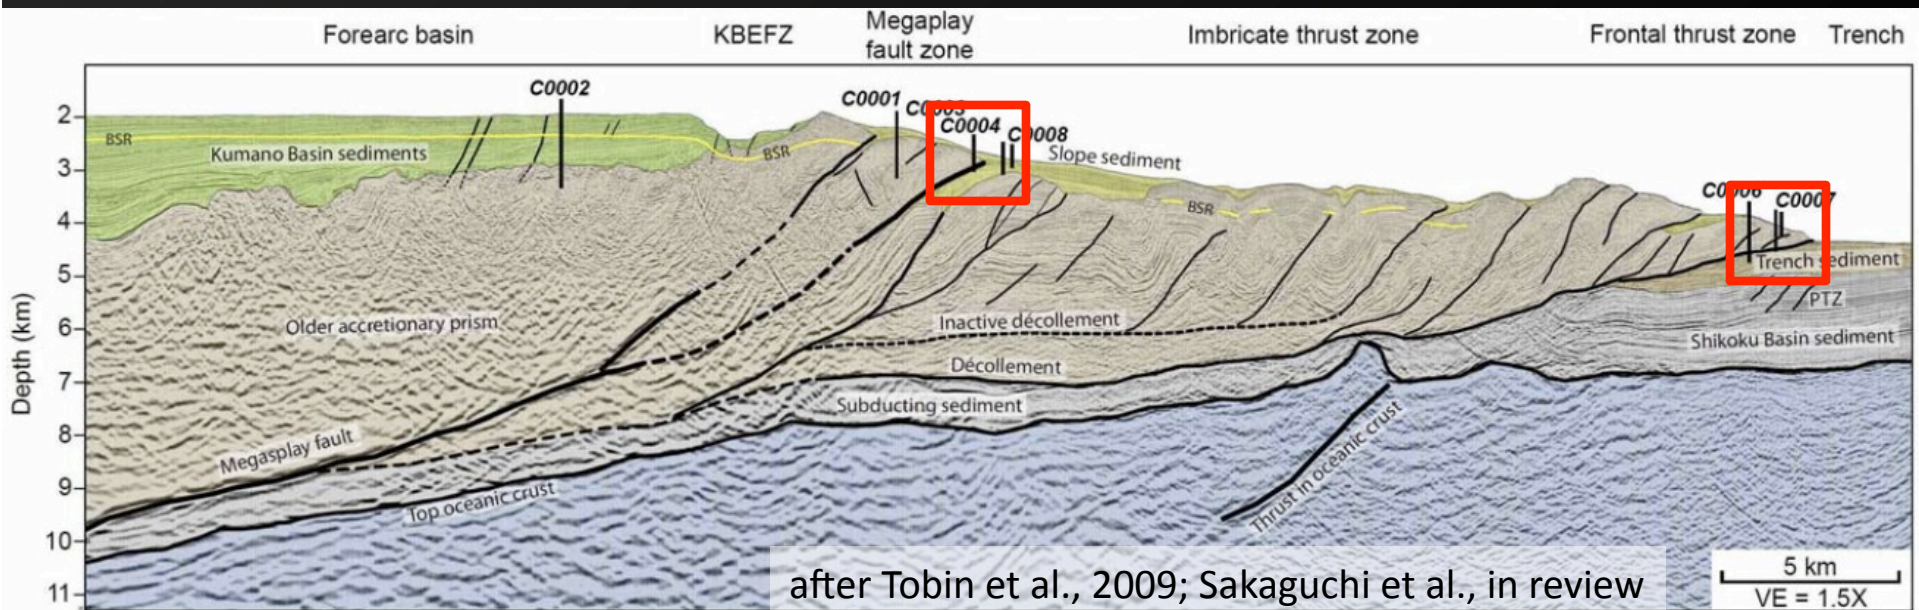 Forearc basin
KBEFZ
Megaplay
fault zone
Imbricate thrust zone
Frontal thrust zone
Trench
C0002
C0001
C0003
C0004
C0008
C0006
C0007
BSR
Kumano Basin sediments
BSR
Slope sediment
BSR
Trench sediment
PTZ
Older accretionary prism
Inactive décollement
Shikoku Basin sediment
Décollement
Subducting sediment
Megasplay fault
Top oceanic crust
Thrust in oceanic crust
Depth (km)
2
3
4
5
6
7
8
9
10
11
5 km
VE = 1.5X
after Tobin et al., 2009; Sakaguchi et al., in review